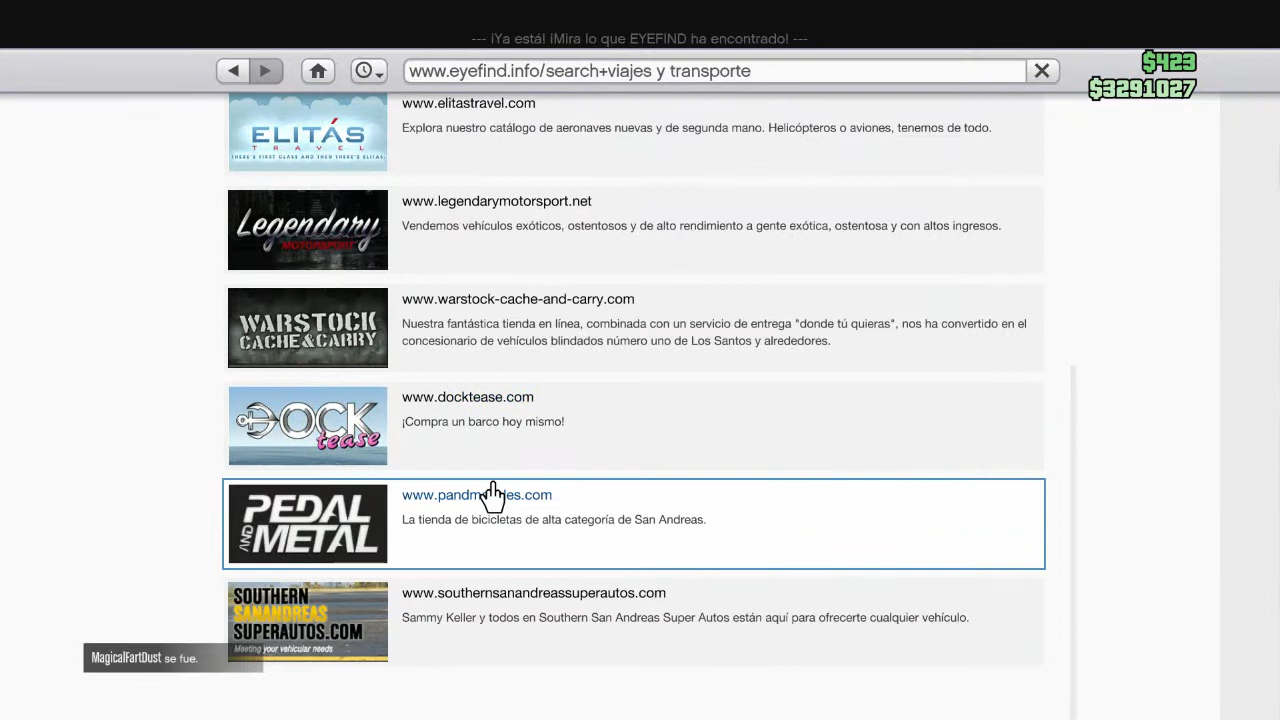 --- ¡Ya está! ¡Mira lo que EYEFIND ha encontrado! ---
www.eyefind.info/search+viajes y transporte
$423
$3291027
ELITÁS
TRAVEL
THERE'S FIRST CLASS AND THEN THERE'S ELITAS.
www.elitastravel.com
Explora nuestro catálogo de aeronaves nuevas y de segunda mano. Helicópteros o aviones, tenemos de todo.
Legendary
MOTORSPORT
www.legendarymotorsport.net
Vendemos vehículos exóticos, ostentosos y de alto rendimiento a gente exótica, ostentosa y con altos ingresos.
WARSTOCK
CACHE&CARRY
www.warstock-cache-and-carry.com
Nuestra fantástica tienda en línea, combinada con un servicio de entrega "donde tú quieras", nos ha convertido en el
concesionario de vehículos blindados número uno de Los Santos y alrededores.
DOCK
tease
www.docktease.com
¡Compra un barco hoy mismo!
PEDAL
AND METAL
La tienda de bicicletas de alta categoría de San Andreas.
SOUTHERN
SANANDREAS
SUPERAUTOS.COM
Meeting your vehicular needs
www.southernsanandreassuperautos.com
Sammy Keller y todos en Southern San Andreas Super Autos están aquí para ofrecerte cualquier vehículo.
MagicalFartDust se fue.